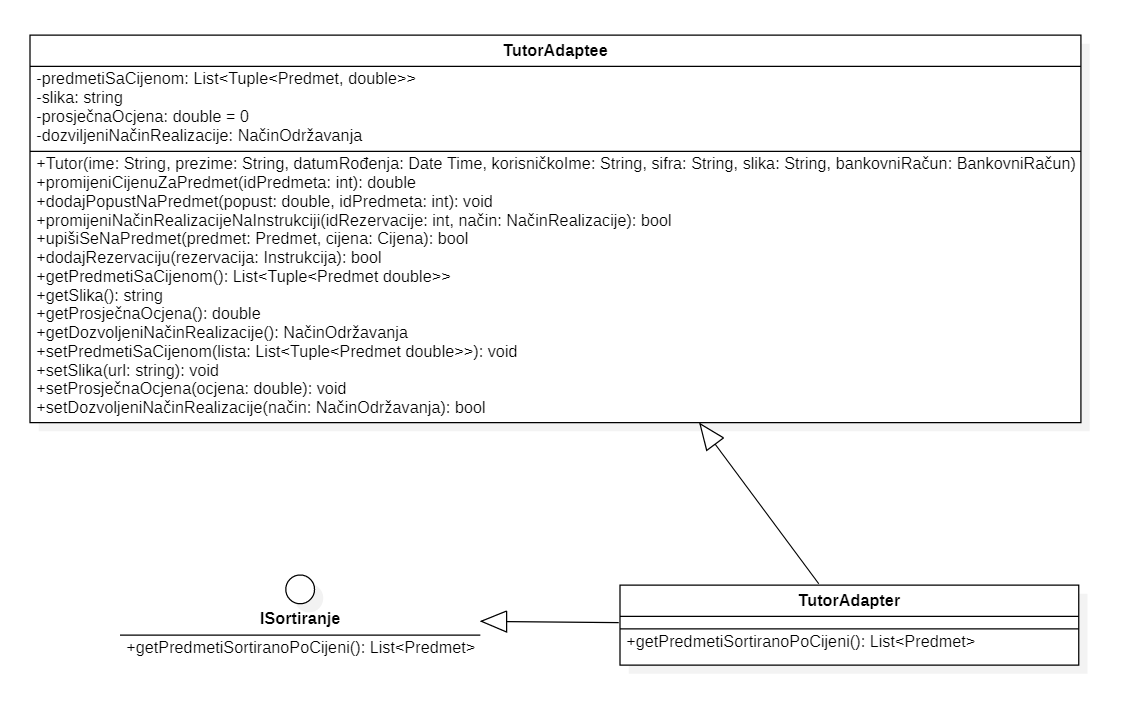 TutorAdaptee
-predmetiSaCijenom: List<Tuple<Predmet, double>>
-slika: string
-prosječnaOcjena: double = 0
-dozviljeniNačinRealizacije: NačinOdržavanja
+Tutor(ime: String, prezime: String, datumRođenja: Date Time, korisničkoIme: String, sifra: String, slika: String, bankovniRačun: BankovniRačun)
+promijeniCijenuZaPredmet(idPredmeta: int): double
+dodajPopustNaPredmet(popust: double, idPredmeta: int): void
+promijeniNačinRealizacijeNaInstrukciji(idRezervacije: int, način: NačinRealizacije): bool
+upišiSeNaPredmet(predmet: Predmet, cijena: Cijena): bool
+dodajRezervaciju(rezervacija: Instrukcija): bool
+getPredmetiSaCijenom(): List<Tuple<Predmet double>>
+getSlika(): string
+getProsječnaOcjena(): double
+getDozvoljeniNačinRealizacije(): NačinOdržavanja
+setPredmetiSaCijenom(lista: List<Tuple<Predmet double>>): void
+setSlika(url: string): void
+setProsječnaOcjena(ocjena: double): void
+setDozvoljeniNačinRealizacije(način: NačinOdržavanja): bool
ISortiranje
+getPredmetiSortiranoPoCijeni(): List<Predmet>
TutorAdapter
+getPredmetiSortiranoPoCijeni(): List<Predmet>